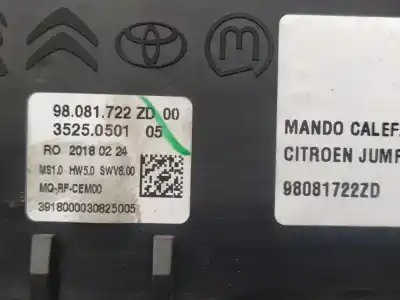 98.081.722 ZD 00
3525.0501 05
RO 2018 02 24
MS1.0 HW5.0 SWV8.00
MQ-RF-CEM00
3918000030825005
MANDO CALEF
CITROEN JUMP
98081722ZD